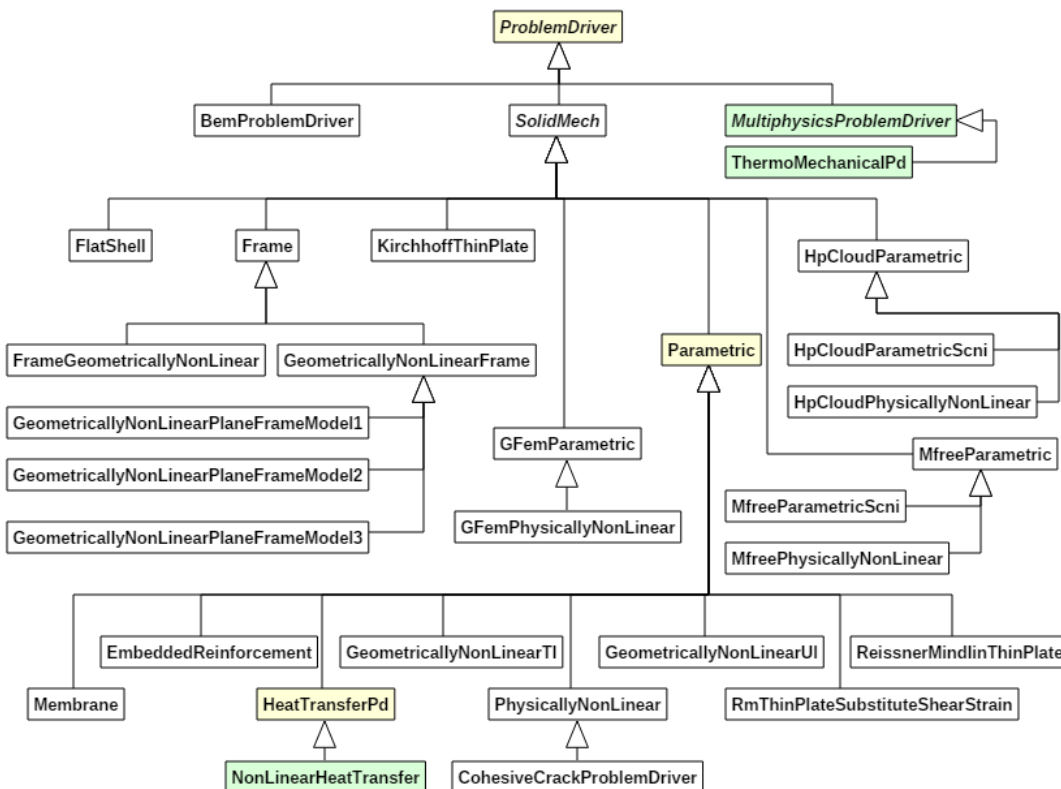 ProblemDriver
BemProblemDriver
SolidMech
MultiphysicsProblemDriver
ThermoMechanicalPd
FlatShell
Frame
KirchhoffThinPlate
HpCloudParametric
FrameGeometricallyNonLinear
GeometricallyNonLinearFrame
Parametric
HpCloudParametricScni
HpCloudPhysicallyNonLinear
GeometricallyNonLinearPlaneFrameModel1
GFemParametric
MfreeParametric
GeometricallyNonLinearPlaneFrameModel2
MfreeParametricScni
GeometricallyNonLinearPlaneFrameModel3
GFemPhysicallyNonLinear
MfreePhysicallyNonLinear
EmbeddedReinforcement
GeometricallyNonLinearTl
GeometricallyNonLinearUl
ReissnerMindlinThinPlate
Membrane
HeatTransferPd
PhysicallyNonLinear
RmThinPlateSubstituteShearStrain
NonLinearHeatTransfer
CohesiveCrackProblemDriver